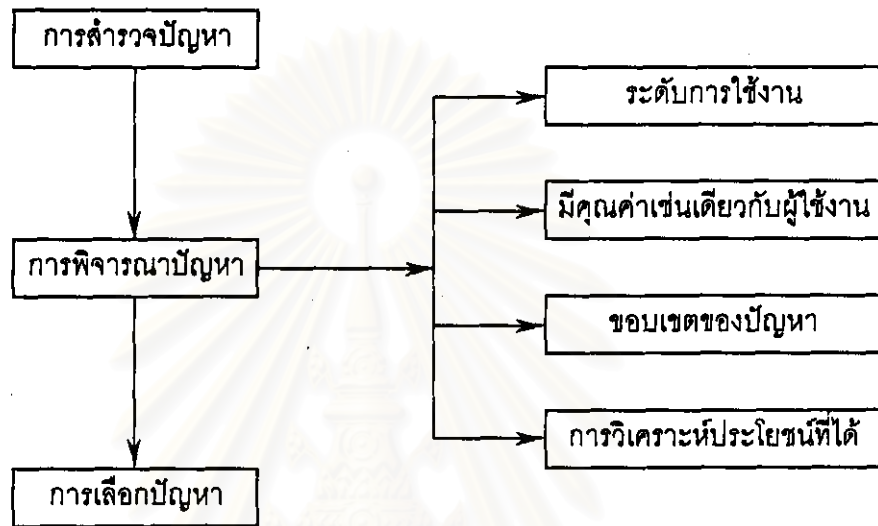 การสำรวจปัญหา
ระดับการใช้งาน
มีคุณค่าเช่นเดียวกับผู้ใช้งาน
การพิจารณาปัญหา
ขอบเขตของปัญหา
การวิเคราะห์ประโยชน์ที่ได้
การเลือกปัญหา